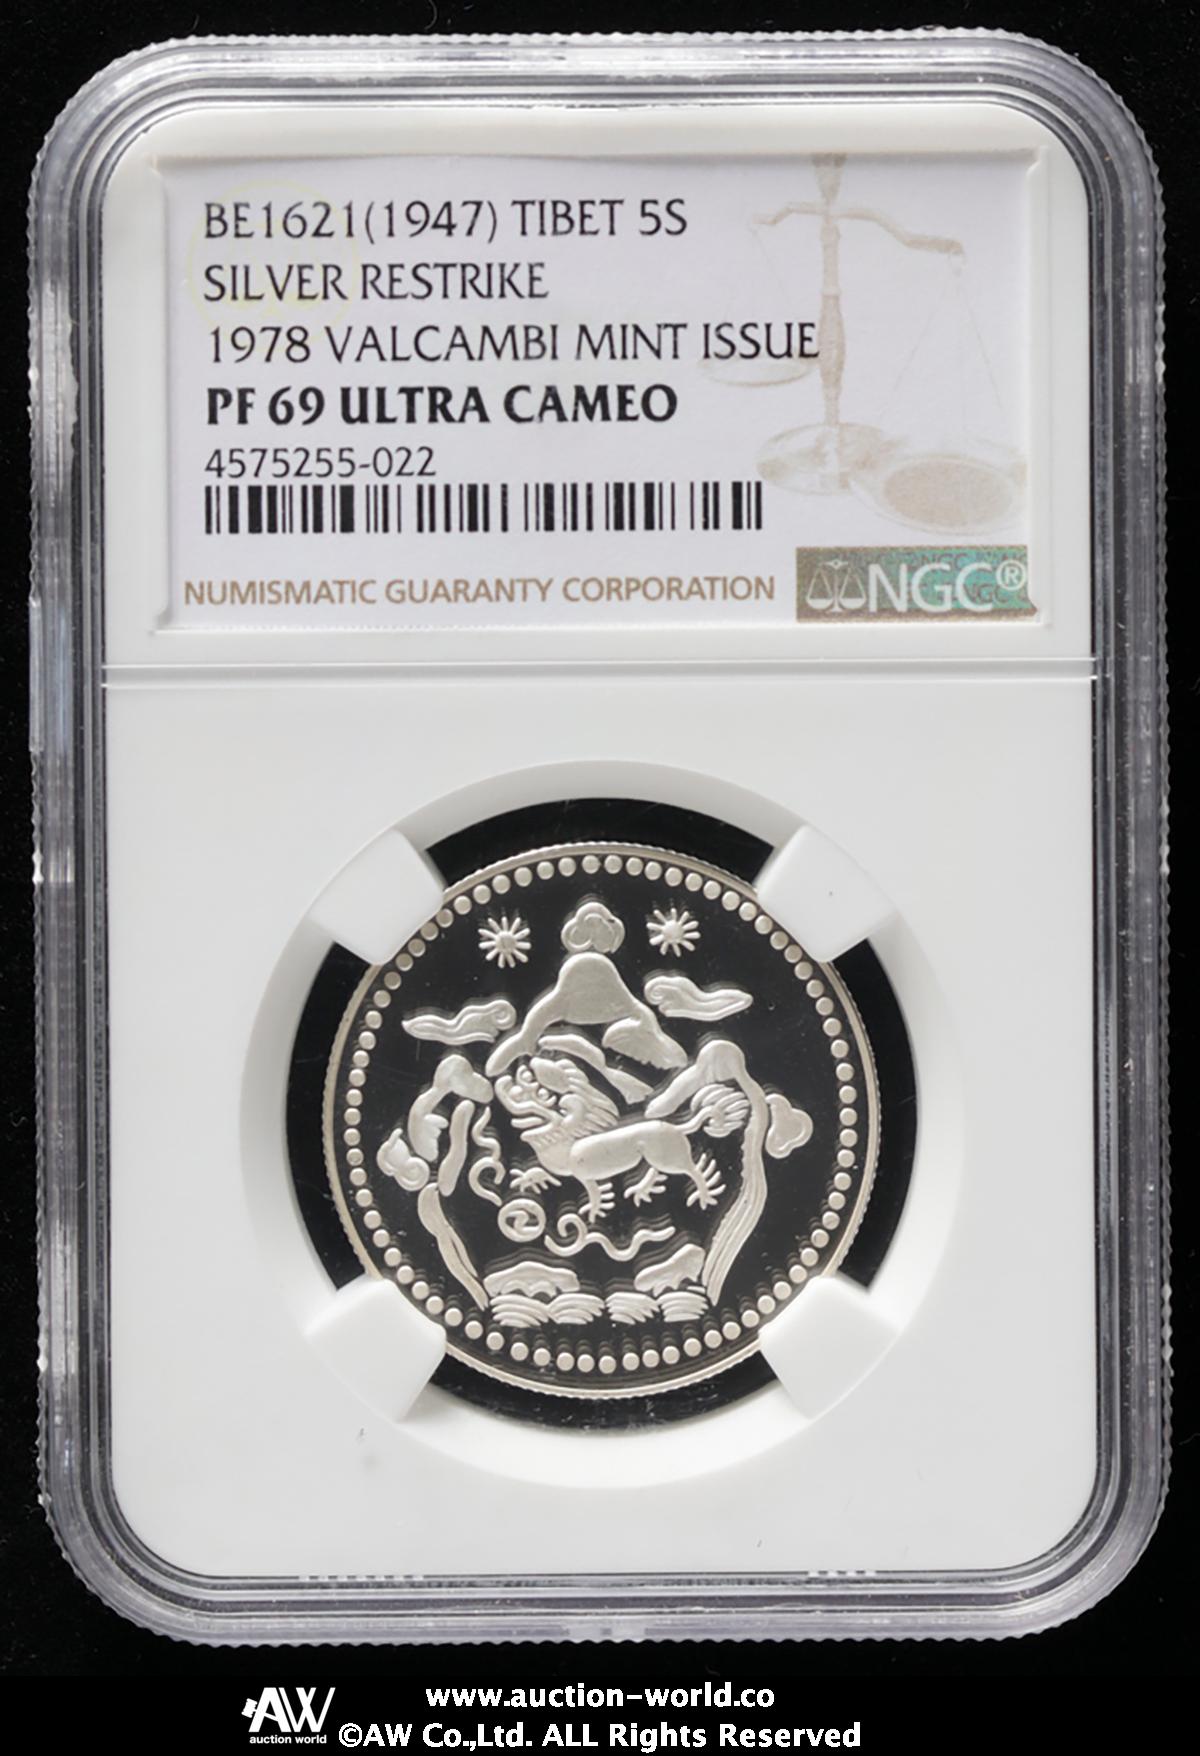 BE1621(1947) TIBET 5S
SILVER RESTRIKE
1978 VALCAMBI MINT ISSUE
PF 69 ULTRA CAMEO
4575255-022
NUMISMATIC GUARANTY CORPORATION
NGC®
AW
auction world
www.auction-world.co
©AW Co.,Ltd. ALL Rights Reserved